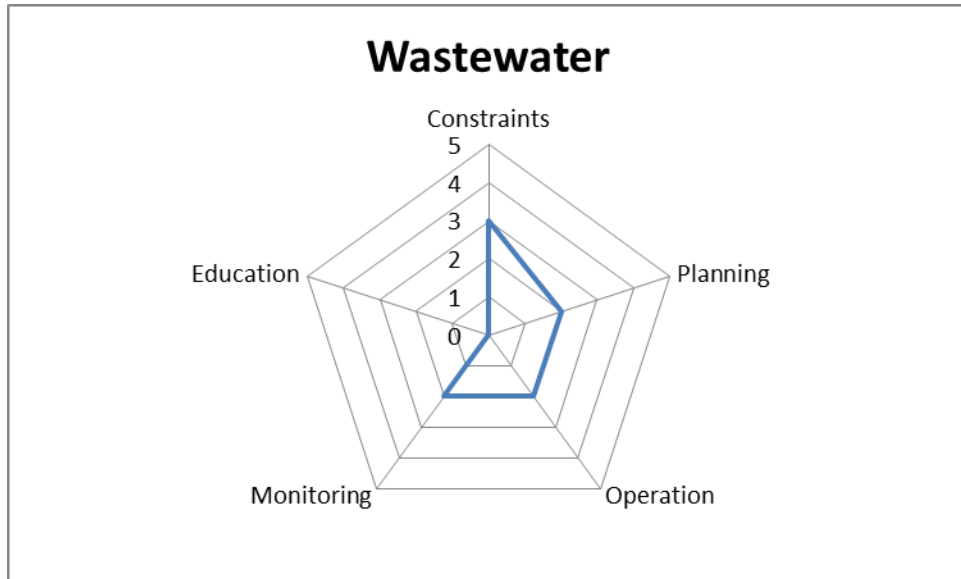 Wastewater
Constraints
5
4
3
2
1
0
Education
Planning
Monitoring
Operation